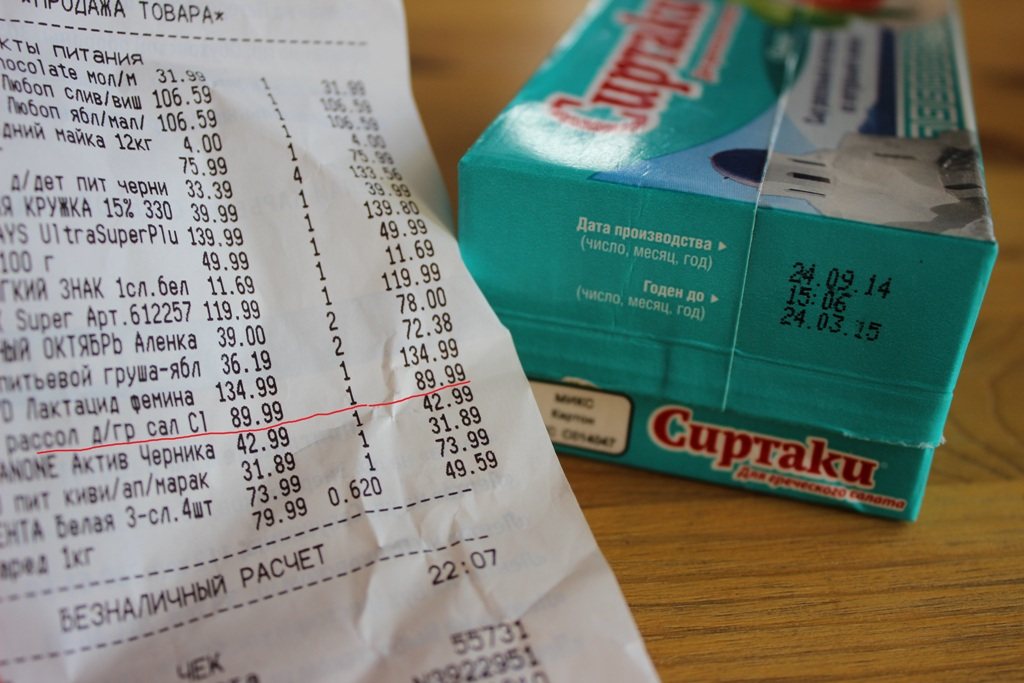 *ПРОДАЖА ТОВАРА*
кты питания
hocolate мол/м 31.99 1 31.99
Любоп слив/виш 106.59 1 106.59
Любоп ябл/мал/ 106.59 1 106.59
дний майка 12кг 4.00 1 4.00
75.99 1 75.99
д/дет пит черни 33.39 4 133.56
Я КРУЖКА 15% 330 39.99 1 39.99
AYS UltraSuperPlu 139.99 1 139.80
100 г 49.99 1 49.99
ГКИЙ ЗНАК 1сл.бел 11.69 1 11.69
Super Арт.612257 119.99 1 119.99
НЫЙ ОКТЯБРЬ Аленка 39.00 2 78.00
питьевой груша-ябл 36.19 2 72.38
Лактацид фемина 134.99 1 134.99
рассол д/гр сал Cl 89.99 1 89.99
ANONE Актив Черника 42.99 1 42.99
пит киви/ап/марак 31.89 1 31.89
ЕНТА Белая 3-сл.4шт 73.99 1 73.99
1кг 79.99 0.620 49.59
БЕЗНАЛИЧНЫЙ РАСЧЕТ
22:07
ЧЕК 55731
N3922951
Сиртаки
Дата производства
(число, месяц, год)
Годен до
(число, месяц, год)
24.09.14
15:06
24.03.15
МИКС
Картон
Сиртаки
Для греческого салата